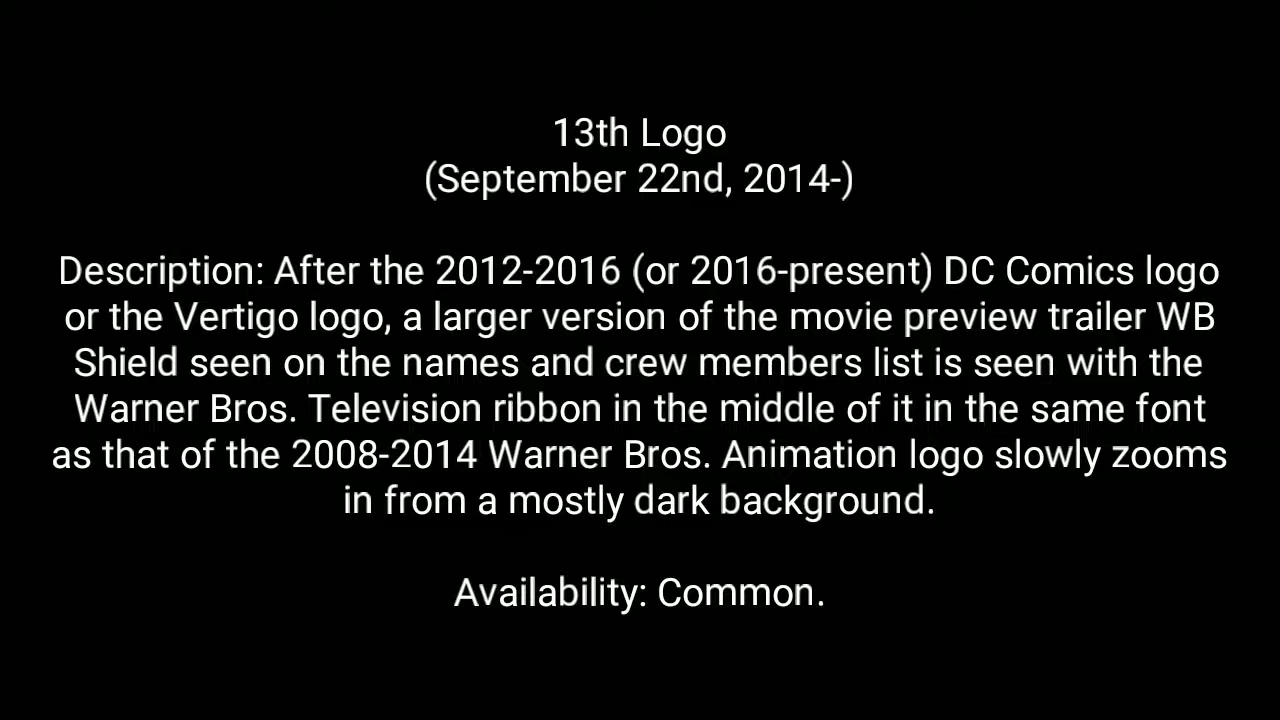 13th Logo
(September 22nd, 2014-)
Description: After the 2012-2016 (or 2016-present) DC Comics logo
or the Vertigo logo, a larger version of the movie preview trailer WB
Shield seen on the names and crew members list is seen with the
Warner Bros. Television ribbon in the middle of it in the same font
as that of the 2008-2014 Warner Bros. Animation logo slowly zooms
in from a mostly dark background.
Availability: Common.